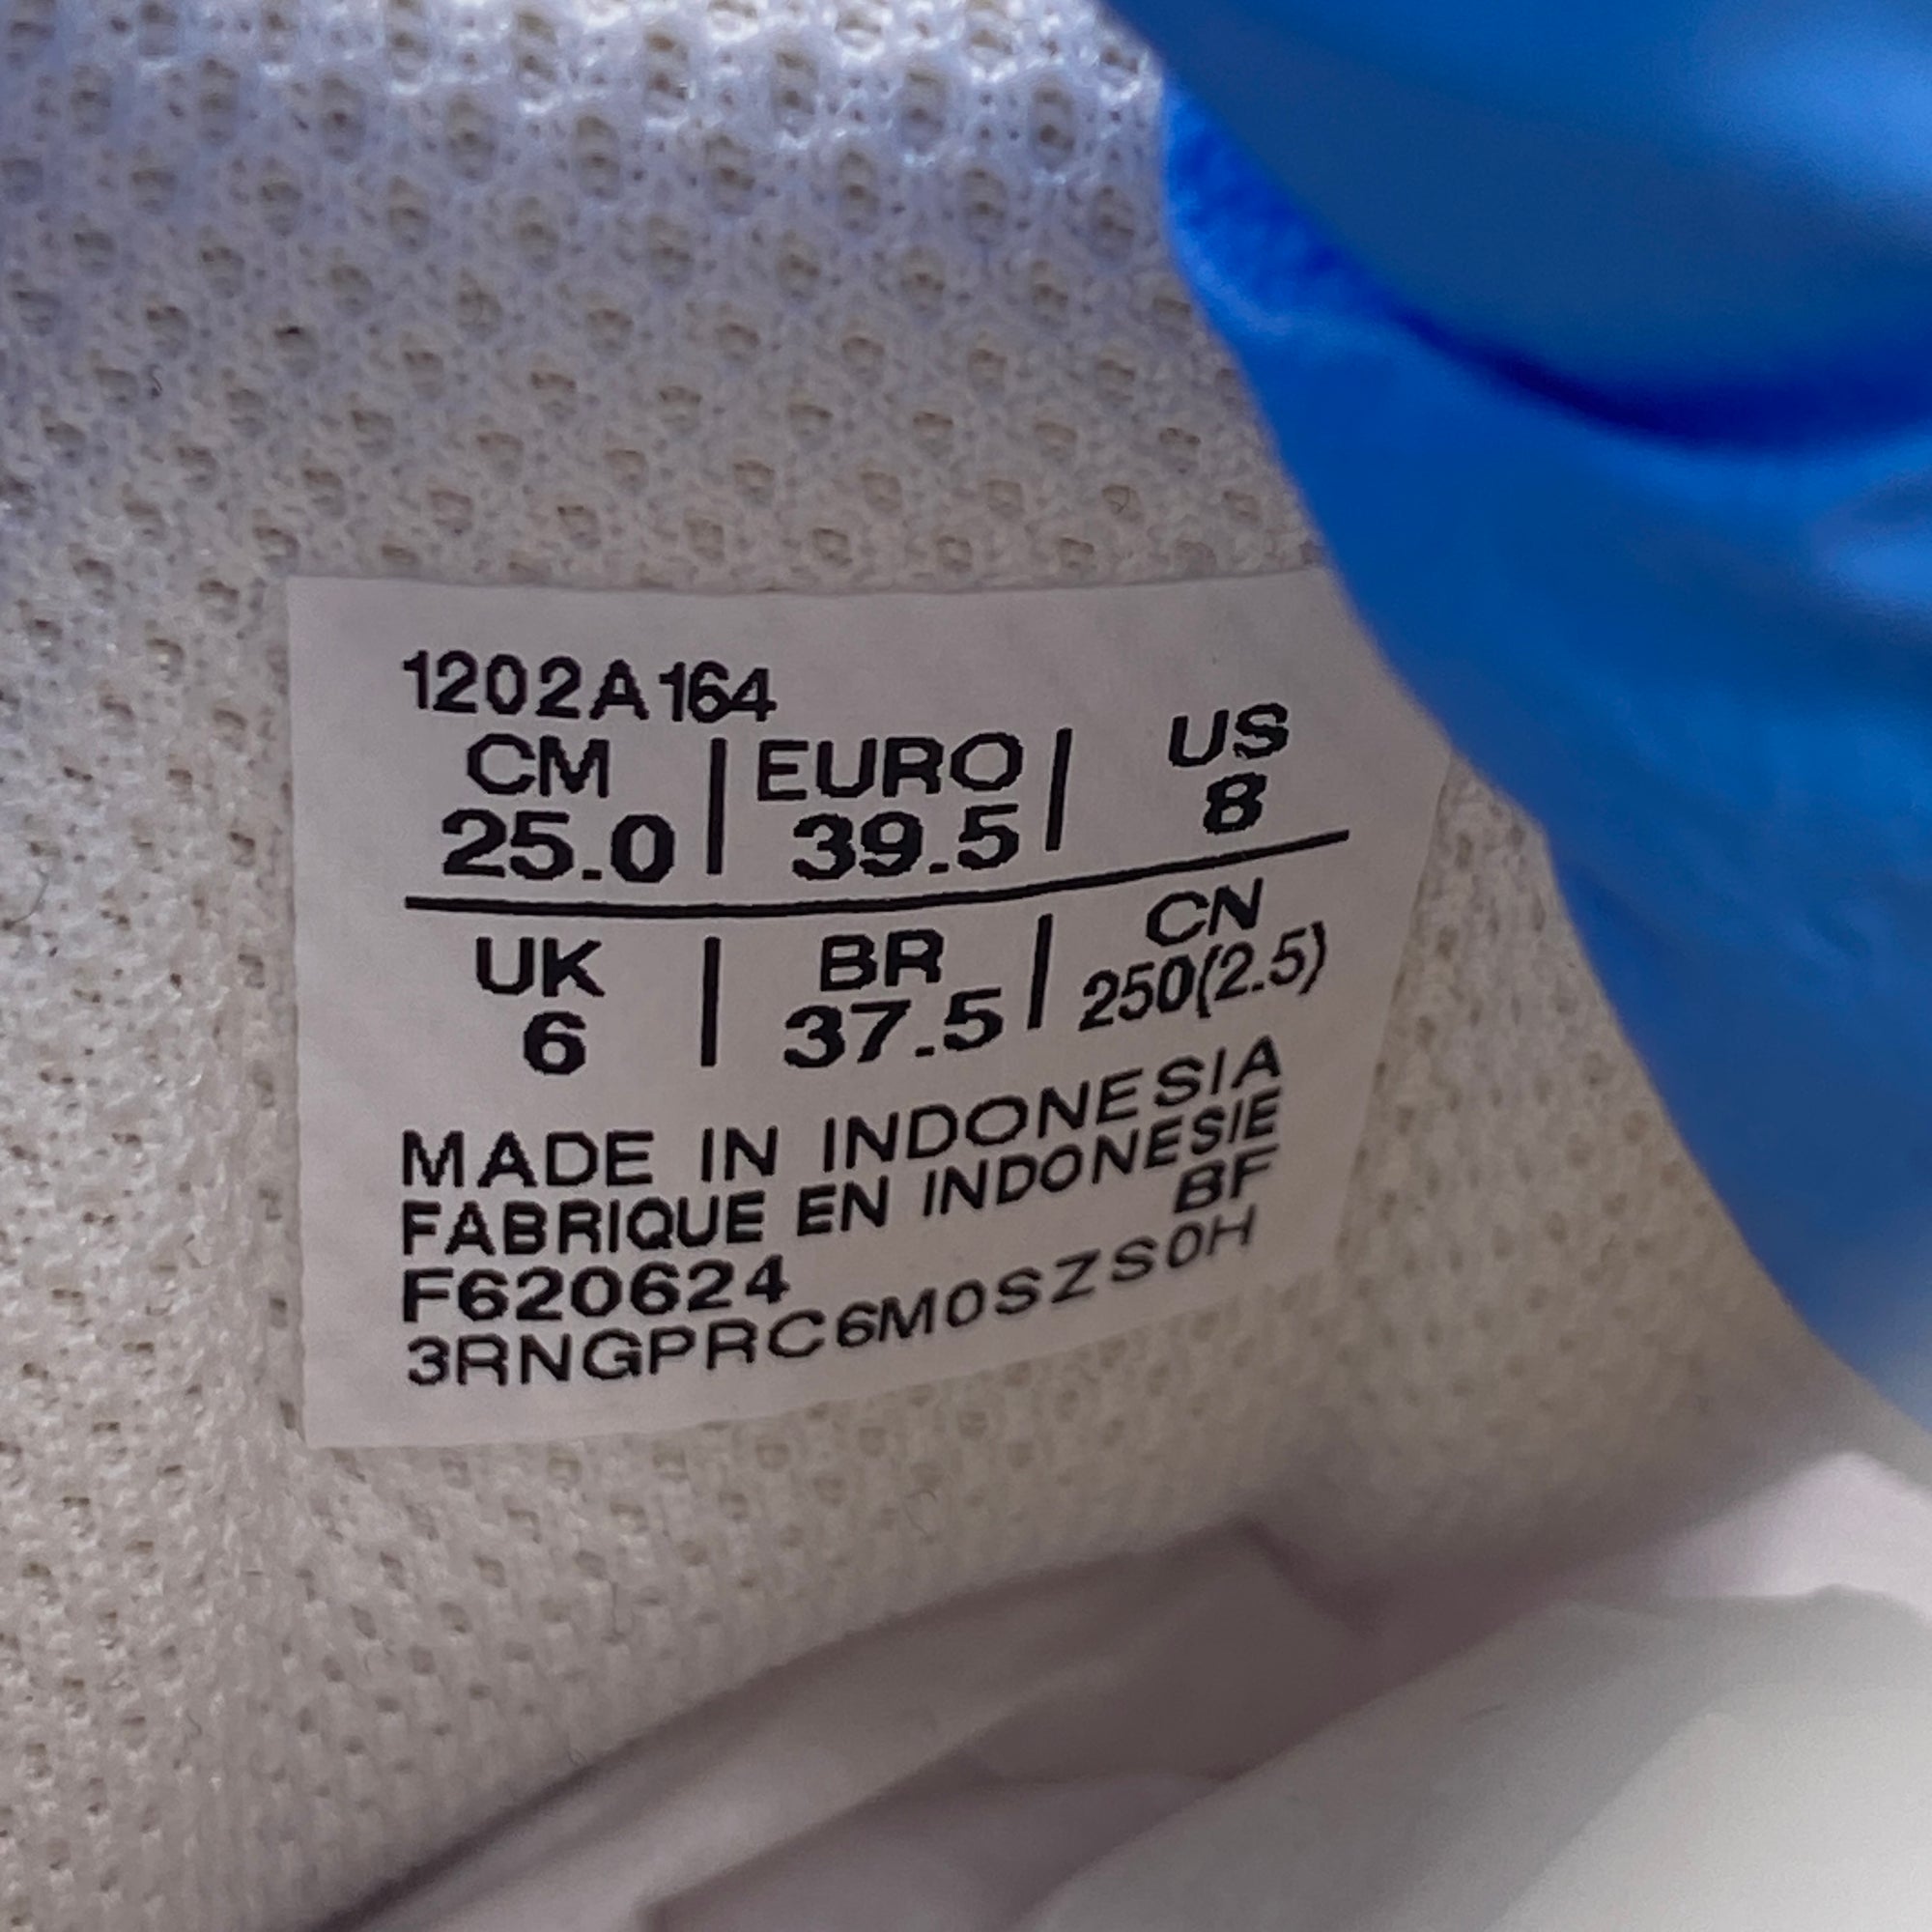 1202A164
CM | EURO | US
25.0 | 39.5 | 8
UK | BR | CN
6 | 37.5 | 250(2.5)
MADE IN INDONESIA
FABRIQUE EN INDONESIE
BF
F620624
3RNGPRC6M0SZS0H